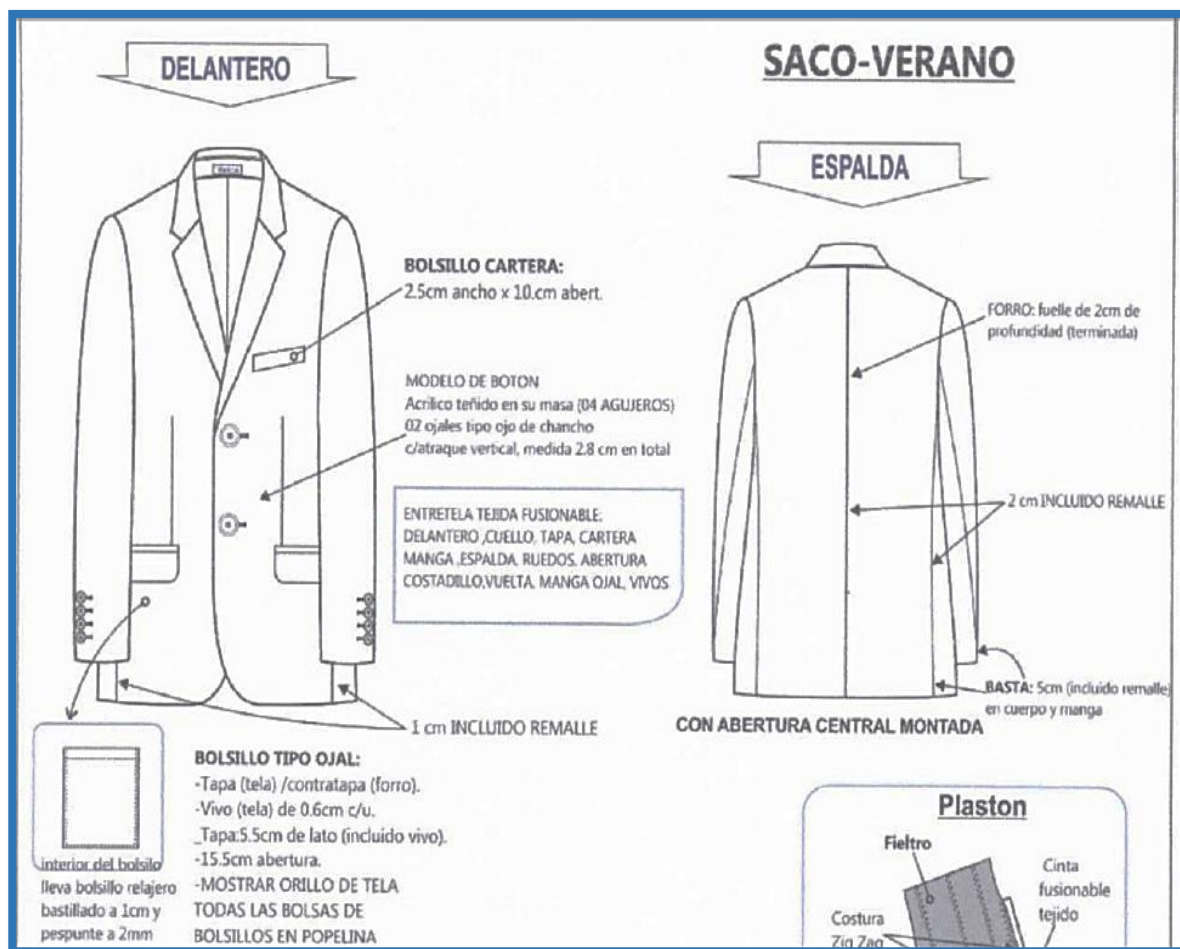 DELANTERO
SACO-VERANO
ESPALDA
BOLSILLO CARTERA:
2.5cm ancho x 10.cm abert.
FORRO: fuelle de 2cm de
profundidad (terminada)
MODELO DE BOTON
Acrilico teñido en su masa (04 AGUJEROS)
02 ojales tipo ojo de chancho
c/atraque vertical, medida 2.8 cm en total
2 cm INCLUIDO REMALLE
ENTRETELA TEJIDA FUSIONABLE:
DELANTERO ,CUELLO, TAPA, CARTERA
MANGA ,ESPALDA. RUEDOS. ABERTURA
COSTADILLO,VUELTA. MANGA OJAL, VIVOS
BASTA: 5cm (incluido remalle)
en cuerpo y manga
1 cm INCLUIDO REMALLE
CON ABERTURA CENTRAL MONTADA
BOLSILLO TIPO OJAL:
-Tapa (tela) /contratapa (forro).
-Vivo (tela) de 0.6cm c/u.
_Tapa:5.5cm de lato (incluido vivo).
-15.5cm abertura.
-MOSTRAR ORILLO DE TELA
TODAS LAS BOLSAS DE
BOLSILLOS EN POPELINA
interior del bolsilo
lleva bolsillo relajero
bastillado a 1cm y
pespunte a 2mm
Plaston
Fieltro
Cinta
fusionable
tejido
Costura
Zig Zag